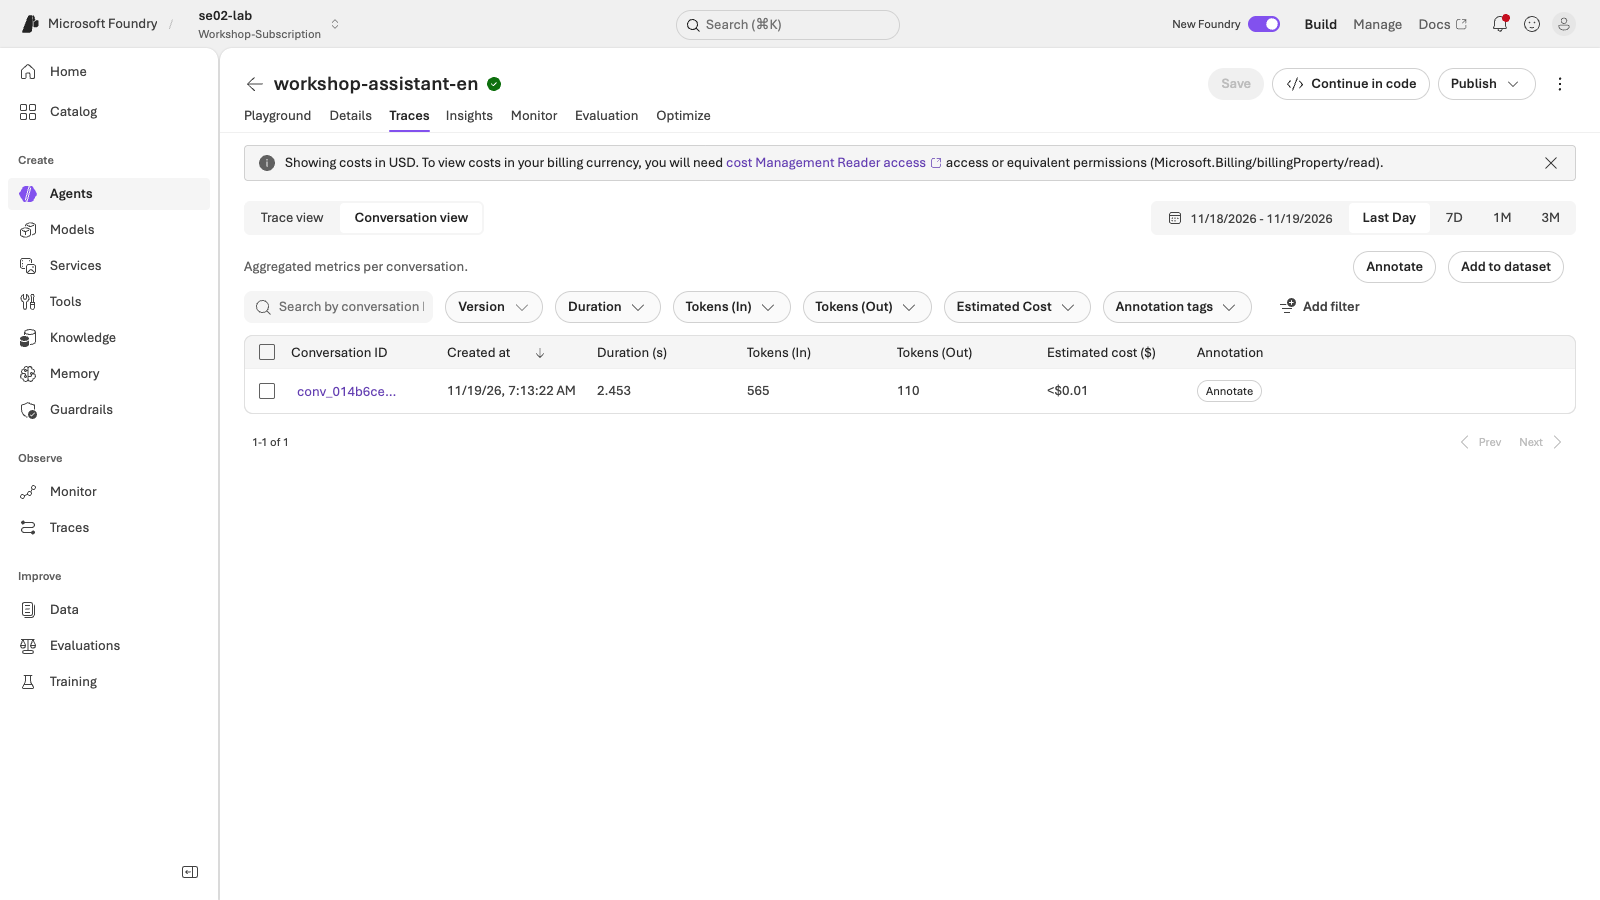 Microsoft Foundry / se02-lab
Workshop-Subscription
Search (⌘K)
New Foundry
Build
Manage
Docs
Home
Catalog
Create
Agents
Models
Services
Tools
Knowledge
Memory
Guardrails
Observe
Monitor
Traces
Improve
Data
Evaluations
Training
workshop-assistant-en
Save
Continue in code
Publish
Playground Details Traces Insights Monitor Evaluation Optimize
Showing costs in USD. To view costs in your billing currency, you will need cost Management Reader access access or equivalent permissions (Microsoft.Billing/billingProperty/read).
Trace view Conversation view
11/18/2026 - 11/19/2026 Last Day 7D 1M 3M
Aggregated metrics per conversation.
Annotate Add to dataset
Search by conversation Version Duration Tokens (In) Tokens (Out) Estimated Cost Annotation tags Add filter
Conversation ID Created at Duration (s) Tokens (In) Tokens (Out) Estimated cost ($) Annotation
conv_014b6ce... 11/19/26, 7:13:22 AM 2.453 565 110 <$0.01 Annotate
1-1 of 1
Prev Next